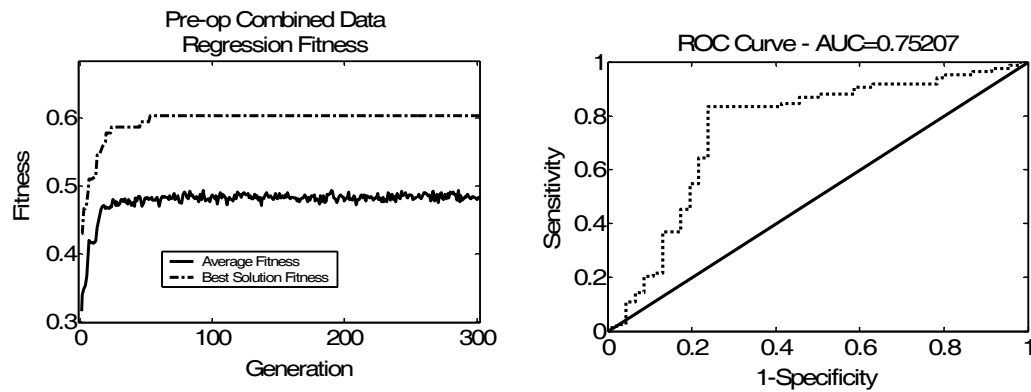 Pre-op Combined Data
Regression Fitness
0.6
0.5
0.4
0.3
Fitness
Average Fitness
Best Solution Fitness
0 100 200 300
Generation
ROC Curve - AUC=0.75207
1
0.8
0.6
0.4
0.2
0
Sensitivity
0 0.2 0.4 0.6 0.8 1
1-Specificity